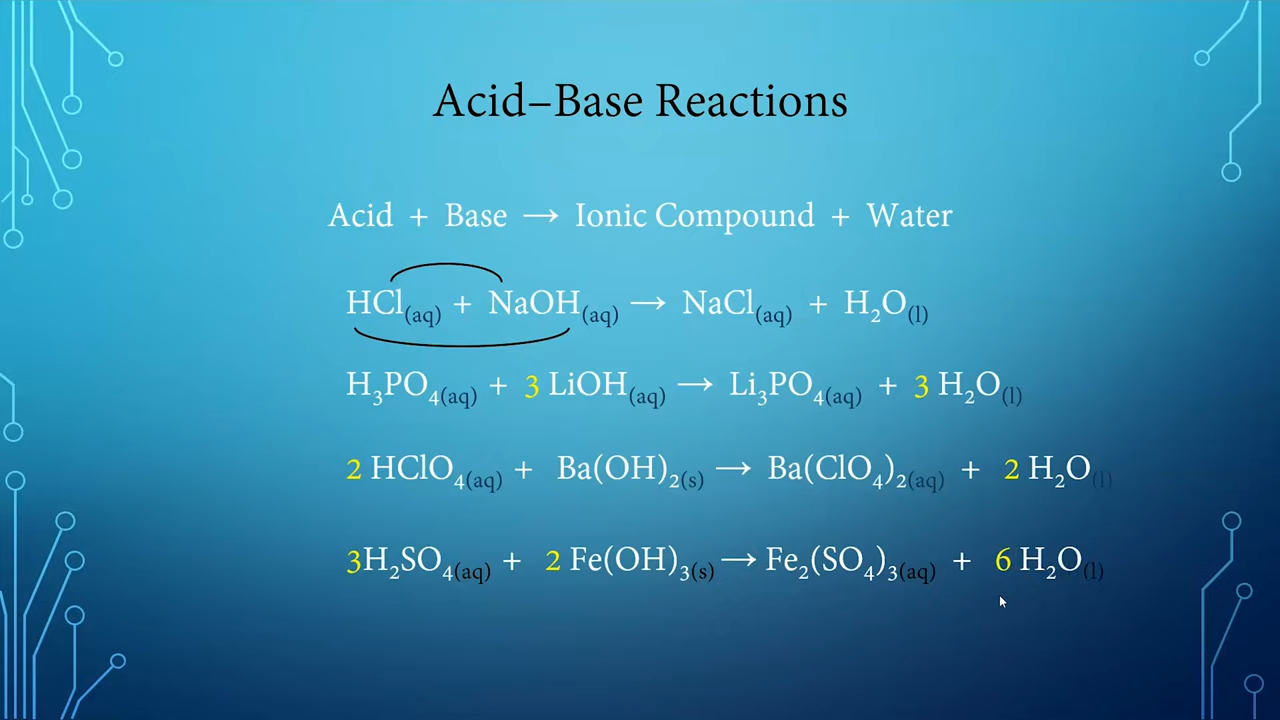 Acid–Base Reactions
Acid + Base → Ionic Compound + Water
HCl(aq) + NaOH(aq) → NaCl(aq) + H₂O(l)
H₃PO₄(aq) + 3 LiOH(aq) → Li₃PO₄(aq) + 3 H₂O(l)
2 HClO₄(aq) + Ba(OH)₂(s) → Ba(ClO₄)₂(aq) + 2 H₂O(l)
3H₂SO₄(aq) + 2 Fe(OH)₃(s) → Fe₂(SO₄)₃(aq) + 6 H₂O(l)